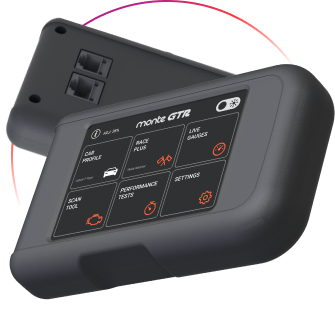 monte GTR
CAR
PROFILE
RACE
PLUS
LIVE
GAUGES
SCAN
TOOL
PERFORMANCE
TESTS
SETTINGS